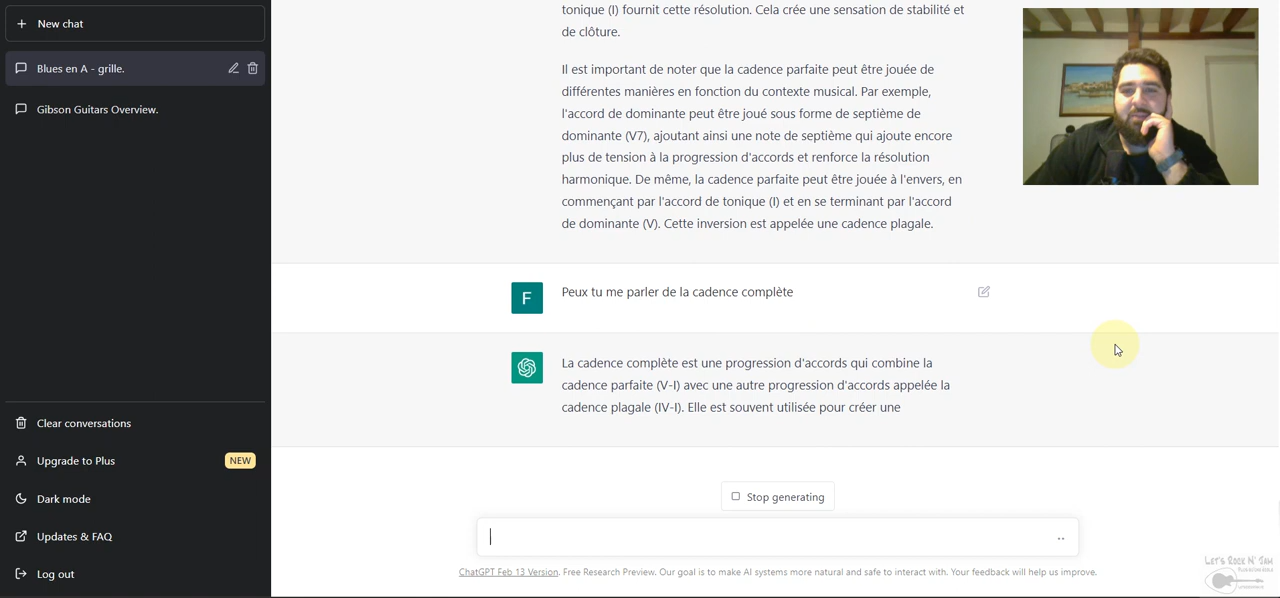 New chat
Blues en A - grille.
Gibson Guitars Overview.
Clear conversations
Upgrade to Plus
NEW
Dark mode
Updates & FAQ
Log out
tonique (I) fournit cette résolution. Cela crée une sensation de stabilité et
de clôture.
Il est important de noter que la cadence parfaite peut être jouée de
différentes manières en fonction du contexte musical. Par exemple,
l'accord de dominante peut être joué sous forme de septième de
dominante (V7), ajoutant ainsi une note de septième qui ajoute encore
plus de tension à la progression d'accords et renforce la résolution
harmonique. De même, la cadence parfaite peut être jouée à l'envers, en
commençant par l'accord de tonique (I) et en se terminant par l'accord
de dominante (V). Cette inversion est appelée une cadence plagale.
F
Peux tu me parler de la cadence complète
La cadence complète est une progression d'accords qui combine la
cadence parfaite (V-I) avec une autre progression d'accords appelée la
cadence plagale (IV-I). Elle est souvent utilisée pour créer une
Stop generating
ChatGPT Feb 13 Version. Free Research Preview. Our goal is to make AI systems more natural and safe to interact with. Your feedback will help us improve.
Let's Rock N' Jam